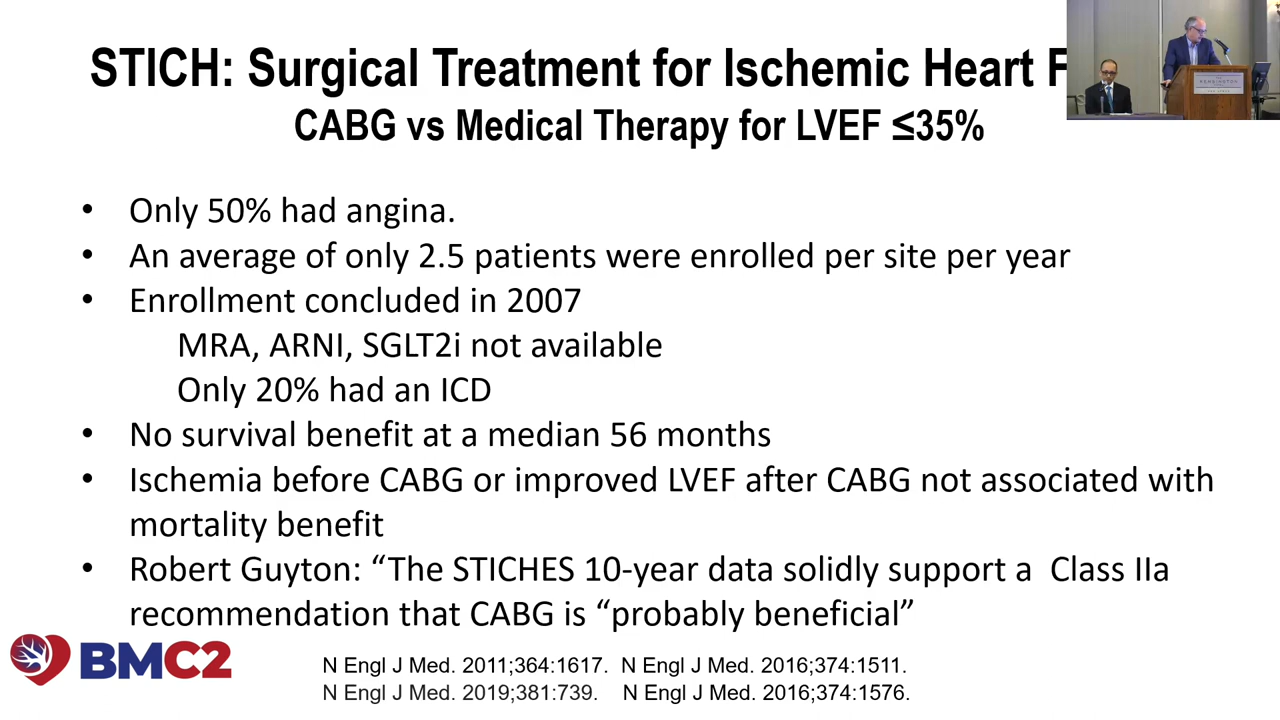 STICH: Surgical Treatment for Ischemic Heart F
CABG vs Medical Therapy for LVEF ≤35%
• Only 50% had angina.
• An average of only 2.5 patients were enrolled per site per year
• Enrollment concluded in 2007
MRA, ARNI, SGLT2i not available
Only 20% had an ICD
• No survival benefit at a median 56 months
• Ischemia before CABG or improved LVEF after CABG not associated with
mortality benefit
• Robert Guyton: “The STICHES 10-year data solidly support a Class IIa
recommendation that CABG is “probably beneficial”
BMC2
N Engl J Med. 2011;364:1617. N Engl J Med. 2016;374:1511.
N Engl J Med. 2019;381:739. N Engl J Med. 2016;374:1576.